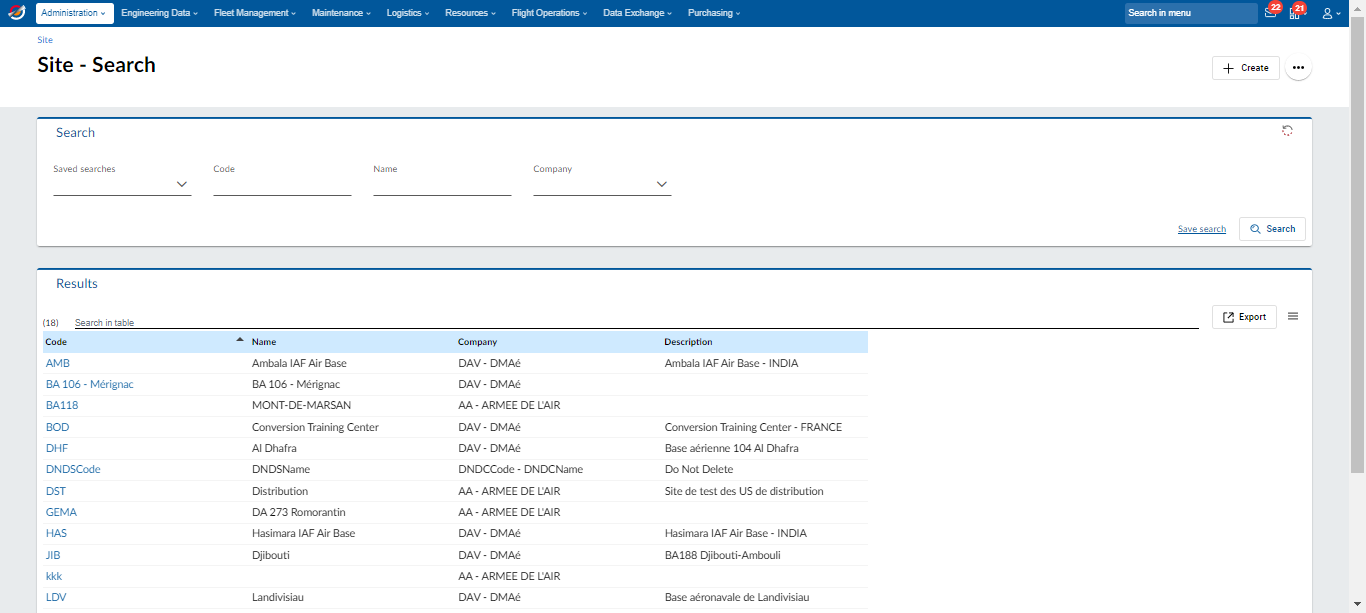 Administration Engineering Data Fleet Management Maintenance Logistics Resources Flight Operations Data Exchange Purchasing Search in menu 22 21
Site
Site - Search
Create
Search
Saved searches Code Name Company
Save search Search
Results
(18) Search in table Export
Code Name Company Description
AMB Ambala IAF Air Base DAV - DMAé Ambala IAF Air Base - INDIA
BA 106 - Mérignac BA 106 - Mérignac DAV - DMAé
BA118 MONT-DE-MARSAN AA - ARMEE DE L'AIR
BOD Conversion Training Center DAV - DMAé Conversion Training Center - FRANCE
DHF Al Dhafra DAV - DMAé Base aérienne 104 Al Dhafra
DNDSCode DNDSName DNDCCode - DNDCName Do Not Delete
DST Distribution AA - ARMEE DE L'AIR Site de test des US de distribution
GEMA DA 273 Romorantin AA - ARMEE DE L'AIR
HAS Hasimara IAF Air Base DAV - DMAé Hasimara IAF Air Base - INDIA
JIB Djibouti DAV - DMAé BA188 Djibouti-Ambouli
kkk AA - ARMEE DE L'AIR
LDV Landivisiau DAV - DMAé Base aéronavale de Landivisiau